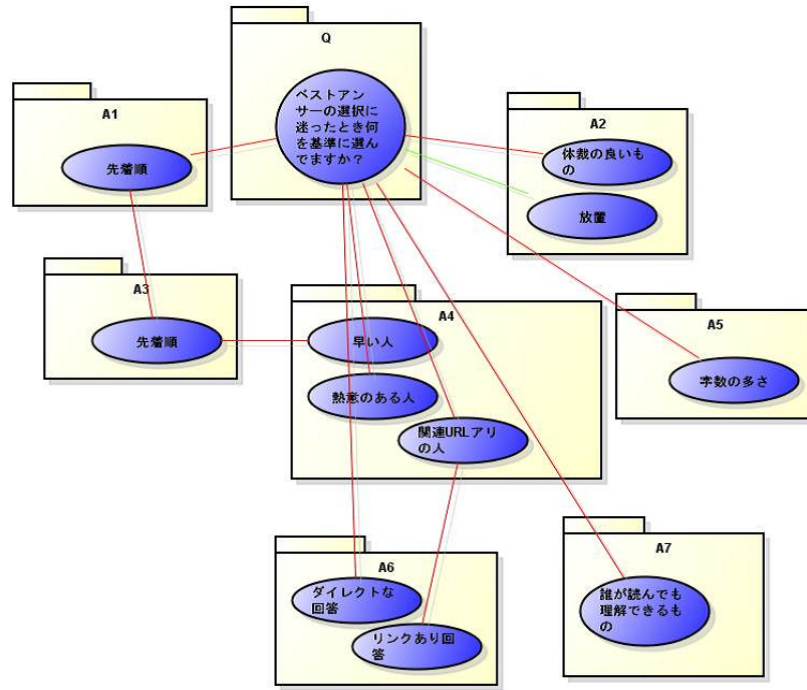 Q
ベストアン
サーの選択に
迷ったとき何
を基準に選ん
でますか？
A1
先着順
A2
体裁の良いも
の
放置
A3
先着順
A4
早い人
熱意のある人
関連URLアリ
の人
A5
字数の多さ
A6
ダイレクトな
回答
リンクあり回
答
A7
誰が読んでも
理解できるも
の